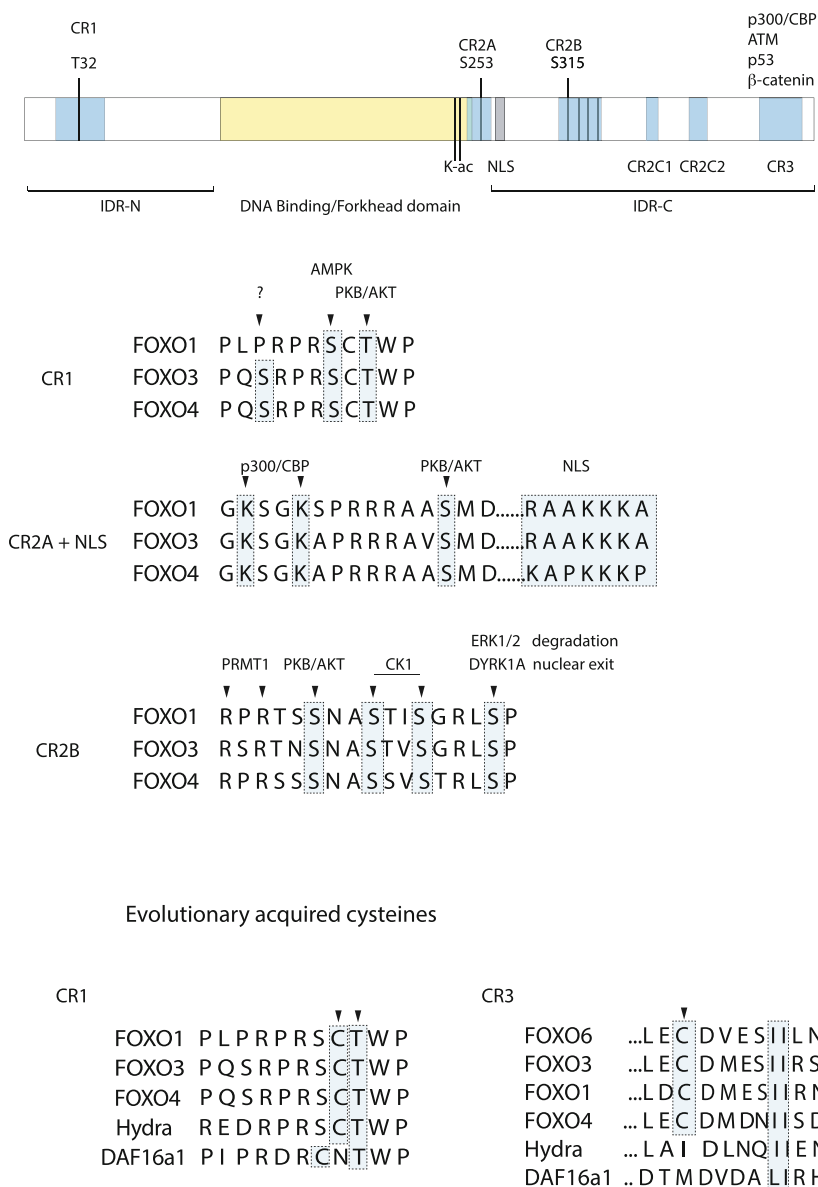 CR1
p300/CBP
ATM
p53
β-catenin
CR2A
CR2B
T32
S253
S315
K-ac
NLS
CR2C1
CR2C2
CR3
IDR-N
DNA Binding/Forkhead domain
IDR-C
AMPK
?
PKB/AKT
CR1
FOXO1 P L P R P R S C T W P
FOXO3 P Q S R P R S C T W P
FOXO4 P Q S R P R S C T W P
p300/CBP
PKB/AKT
NLS
CR2A + NLS
FOXO1 G K S G K S P R R R A A S M D......R A A K K K A
FOXO3 G K S G K A P R R R A V S M D......R A A K K K A
FOXO4 G K S G K A P R R R A A S M D......K A P K K K P
ERK1/2 degradation
PRMT1 PKB/AKT CK1 DYRK1A nuclear exit
CR2B
FOXO1 R P R T S S N A S T I S G R L S P
FOXO3 R S R T N S N A S T V S G R L S P
FOXO4 R P R S S S N A S S V S T R L S P
Evolutionary acquired cysteines
CR1
FOXO1 P L P R P R S C T W P
FOXO3 P Q S R P R S C T W P
FOXO4 P Q S R P R S C T W P
Hydra R E D R P R S C T W P
DAF16a1 P I P R D R C N T W P
CR3
FOXO6 ...L E C D V E S I I L N
FOXO3 ...L E C D M E S I I R S
FOXO1 ...L D C D M E S I I R N
FOXO4 ...L E C D M D N I I S D
Hydra ...L A I D L N Q I I E N
DAF16a1 .. D T M D V D A L I R H